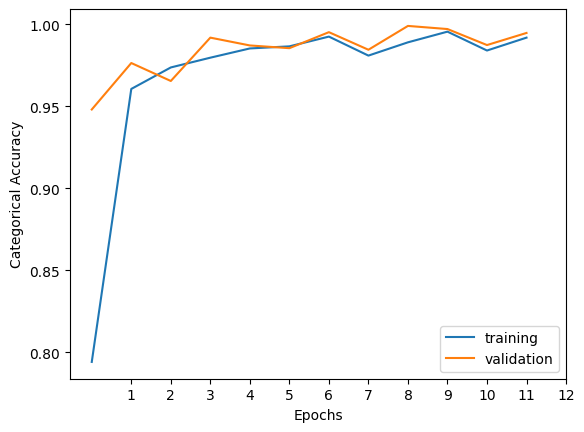 1.00
0.95
0.90
0.85
0.80
Categorical Accuracy
training
validation
1 2 3 4 5 6 7 8 9 10 11 12
Epochs